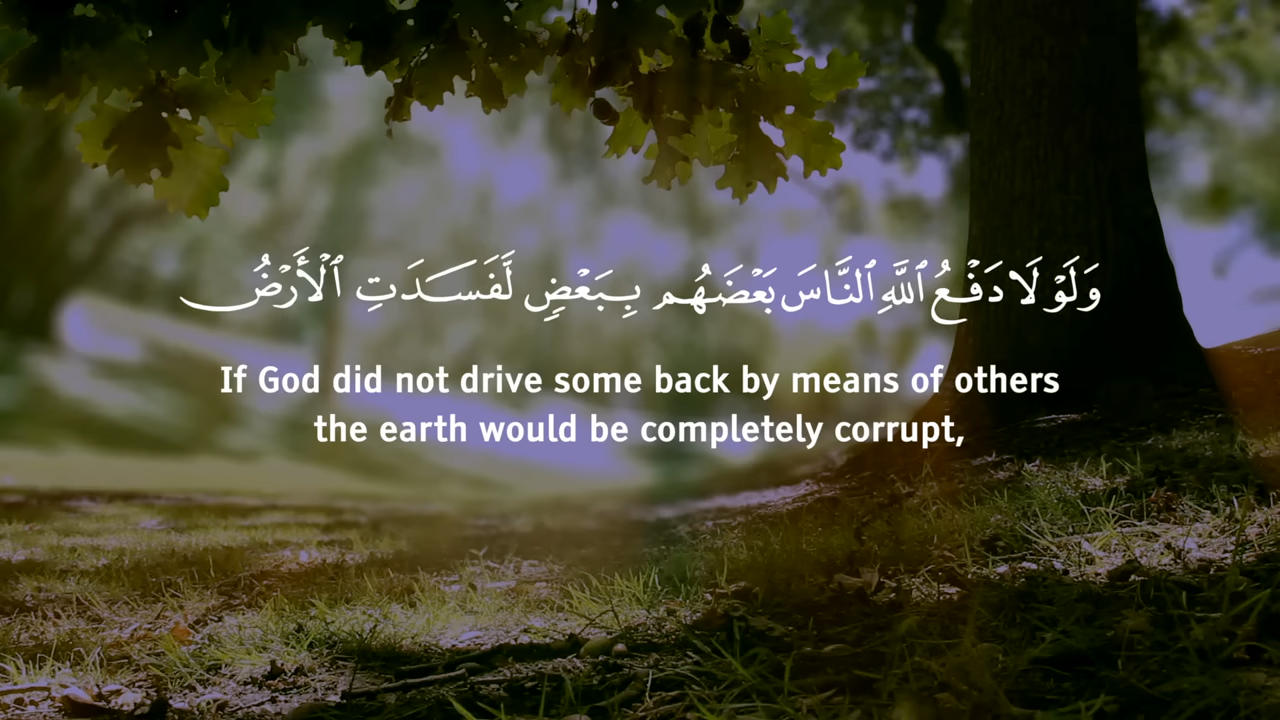 وَلَوْلَا دَفْعُ ٱللَّهِ ٱلنَّاسَ بَعْضَهُم بِبَعْضٍ لَّفَسَدَتِ ٱلْأَرْضُ
If God did not drive some back by means of others
the earth would be completely corrupt,